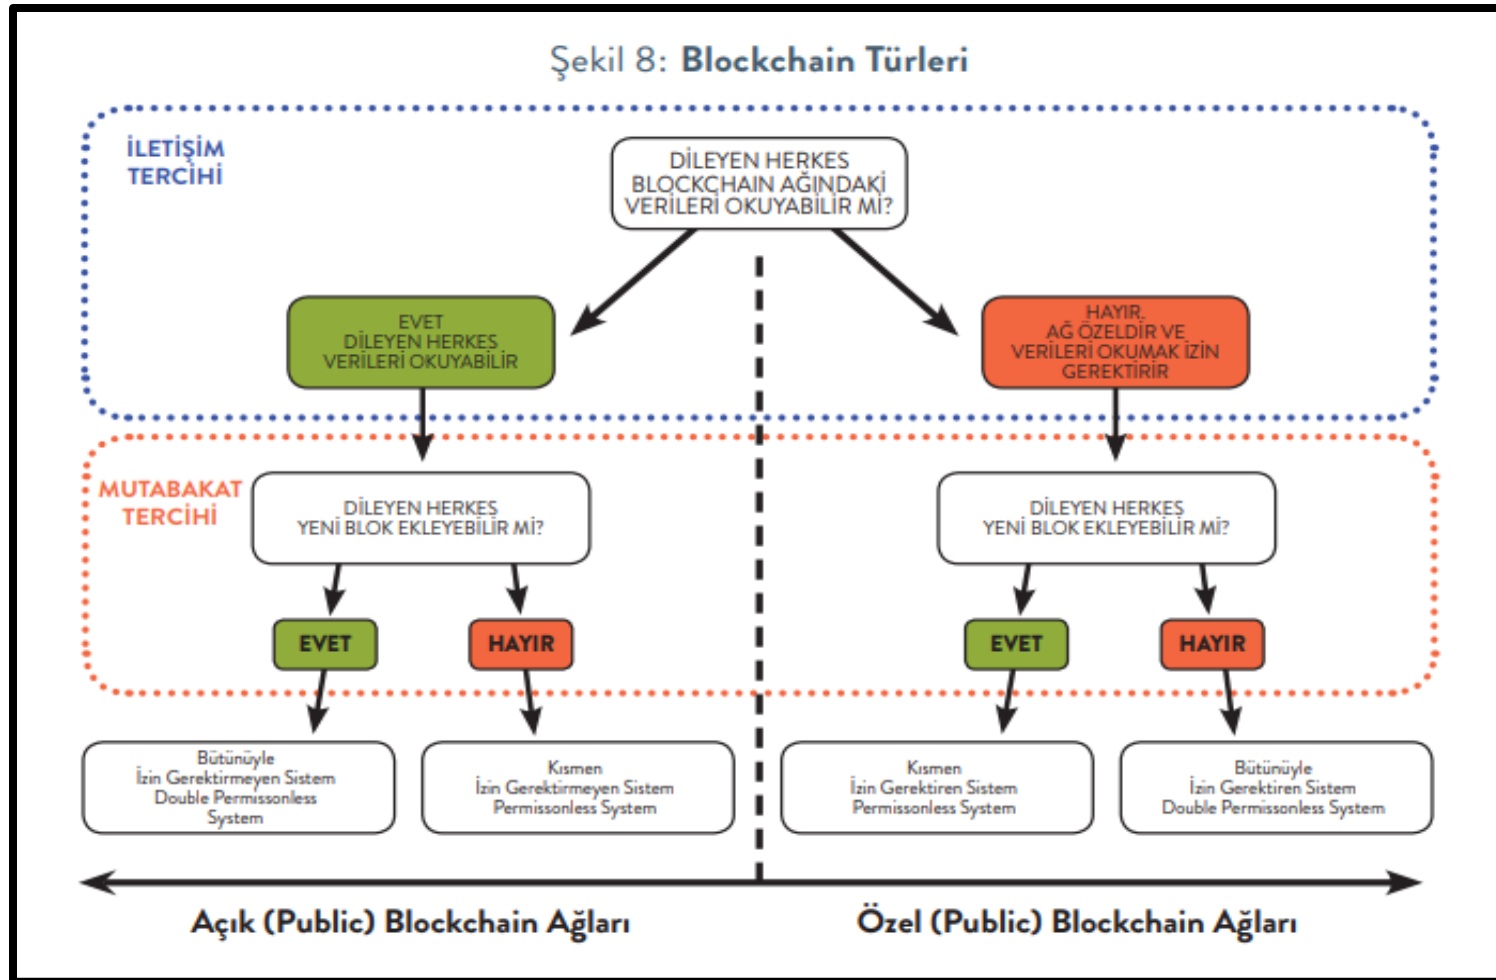 Şekil 8: Blockchain Türleri
İLETİŞİM
TERCİHİ
DİLEYEN HERKES
BLOCKCHAIN AĞINDAKİ
VERİLERİ OKUYABİLİR Mİ?
EVET
DİLEYEN HERKES
VERİLERİ OKUYABİLİR
HAYIR.
AĞ ÖZELDİR VE
VERİLERİ OKUMAK İZİN
GEREKTİRİR
MUTABAKAT
TERCİHİ
DİLEYEN HERKES
YENİ BLOK EKLEYEBİLİR Mİ?
DİLEYEN HERKES
YENİ BLOK EKLEYEBİLİR Mİ?
EVET
HAYIR
EVET
HAYIR
Bütünüyle
İzin Gerektirmeyen Sistem
Double Permissonless
System
Kısmen
İzin Gerektirmeyen Sistem
Permissonless System
Kısmen
İzin Gerektiren Sistem
Permissonless System
Bütünüyle
İzin Gerektiren Sistem
Double Permissonless System
Açık (Public) Blockchain Ağları
Özel (Public) Blockchain Ağları